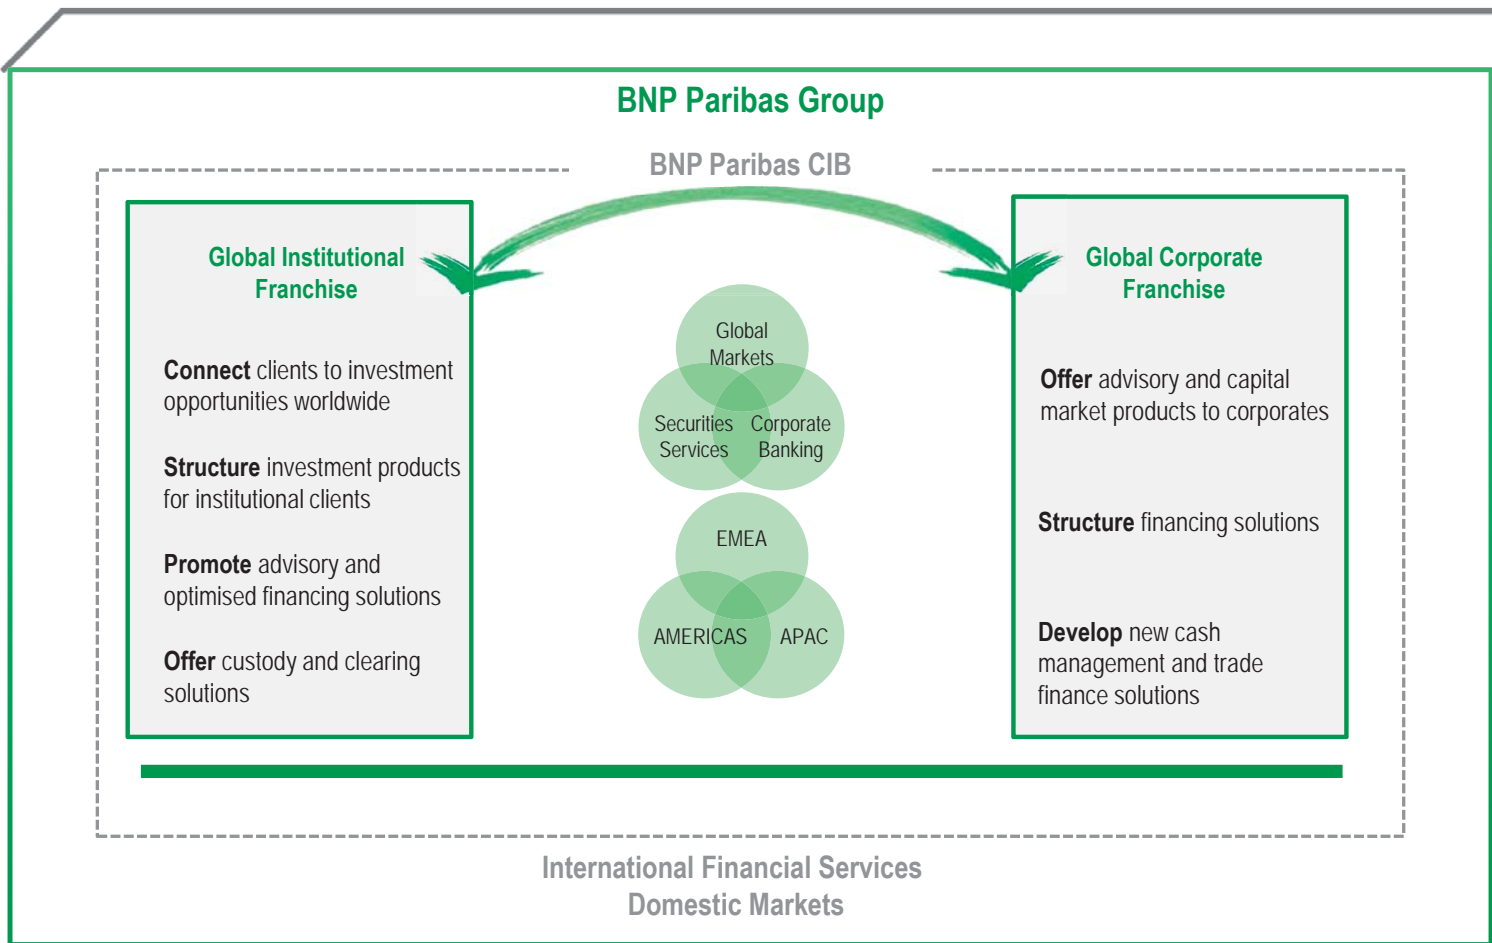 BNP Paribas Group
BNP Paribas CIB
Global Institutional
Franchise
Connect clients to investment
opportunities worldwide
Structure investment products
for institutional clients
Promote advisory and
optimised financing solutions
Offer custody and clearing
solutions
Global
Markets
Securities
Services
Corporate
Banking
EMEA
AMERICAS
APAC
Global Corporate
Franchise
Offer advisory and capital
market products to corporates
Structure financing solutions
Develop new cash
management and trade
finance solutions
International Financial Services
Domestic Markets